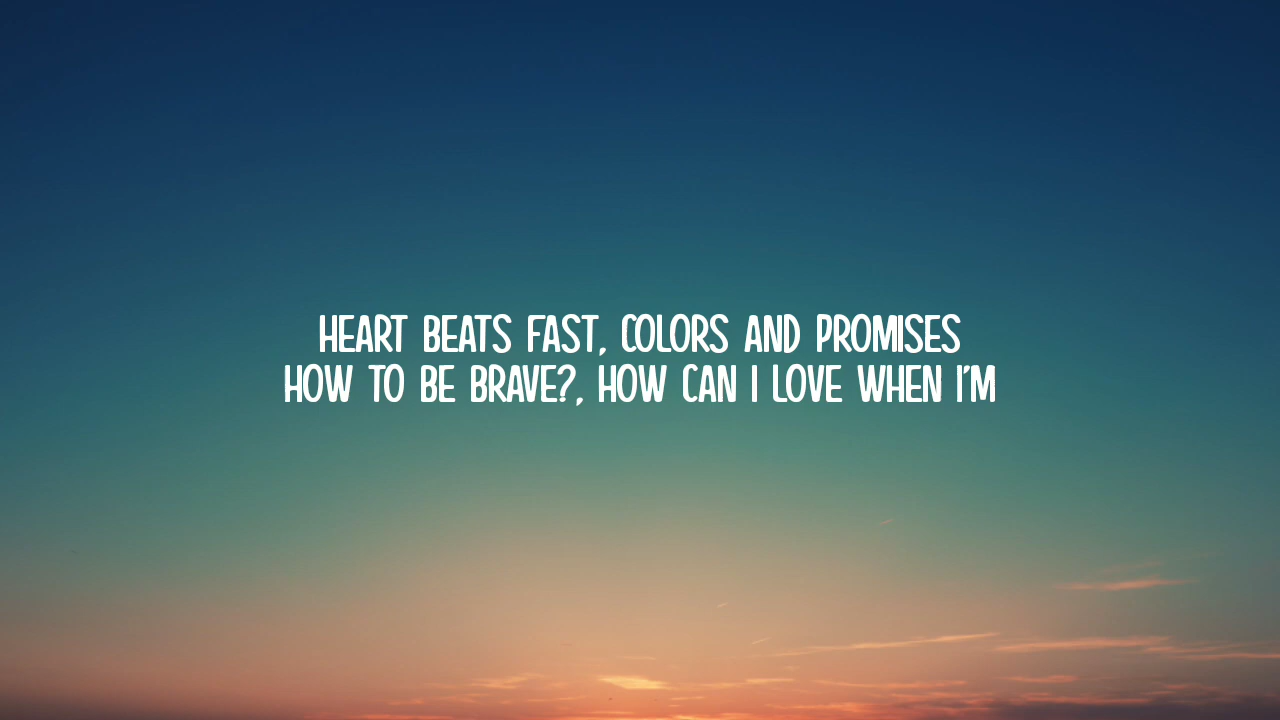 HEART BEATS FAST, COLORS AND PROMISES
HOW TO BE BRAVE?, HOW CAN I LOVE WHEN I'M